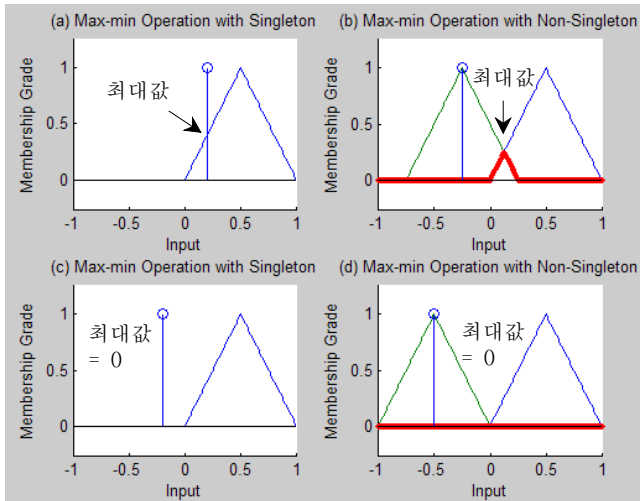 (a) Max-min Operation with Singleton
1
0.5
0
Membership Grade
최대값
-1
-0.5
0
0.5
1
Input
(b) Max-min Operation with Non-Singleton
1
0.5
0
Membership Grade
최대값
-1
-0.5
0
0.5
1
Input
(c) Max-min Operation with Singleton
1
0.5
0
Membership Grade
최대값
= 0
-1
-0.5
0
0.5
1
Input
(d) Max-min Operation with Non-Singleton
1
0.5
0
Membership Grade
최대값
= 0
-1
-0.5
0
0.5
1
Input